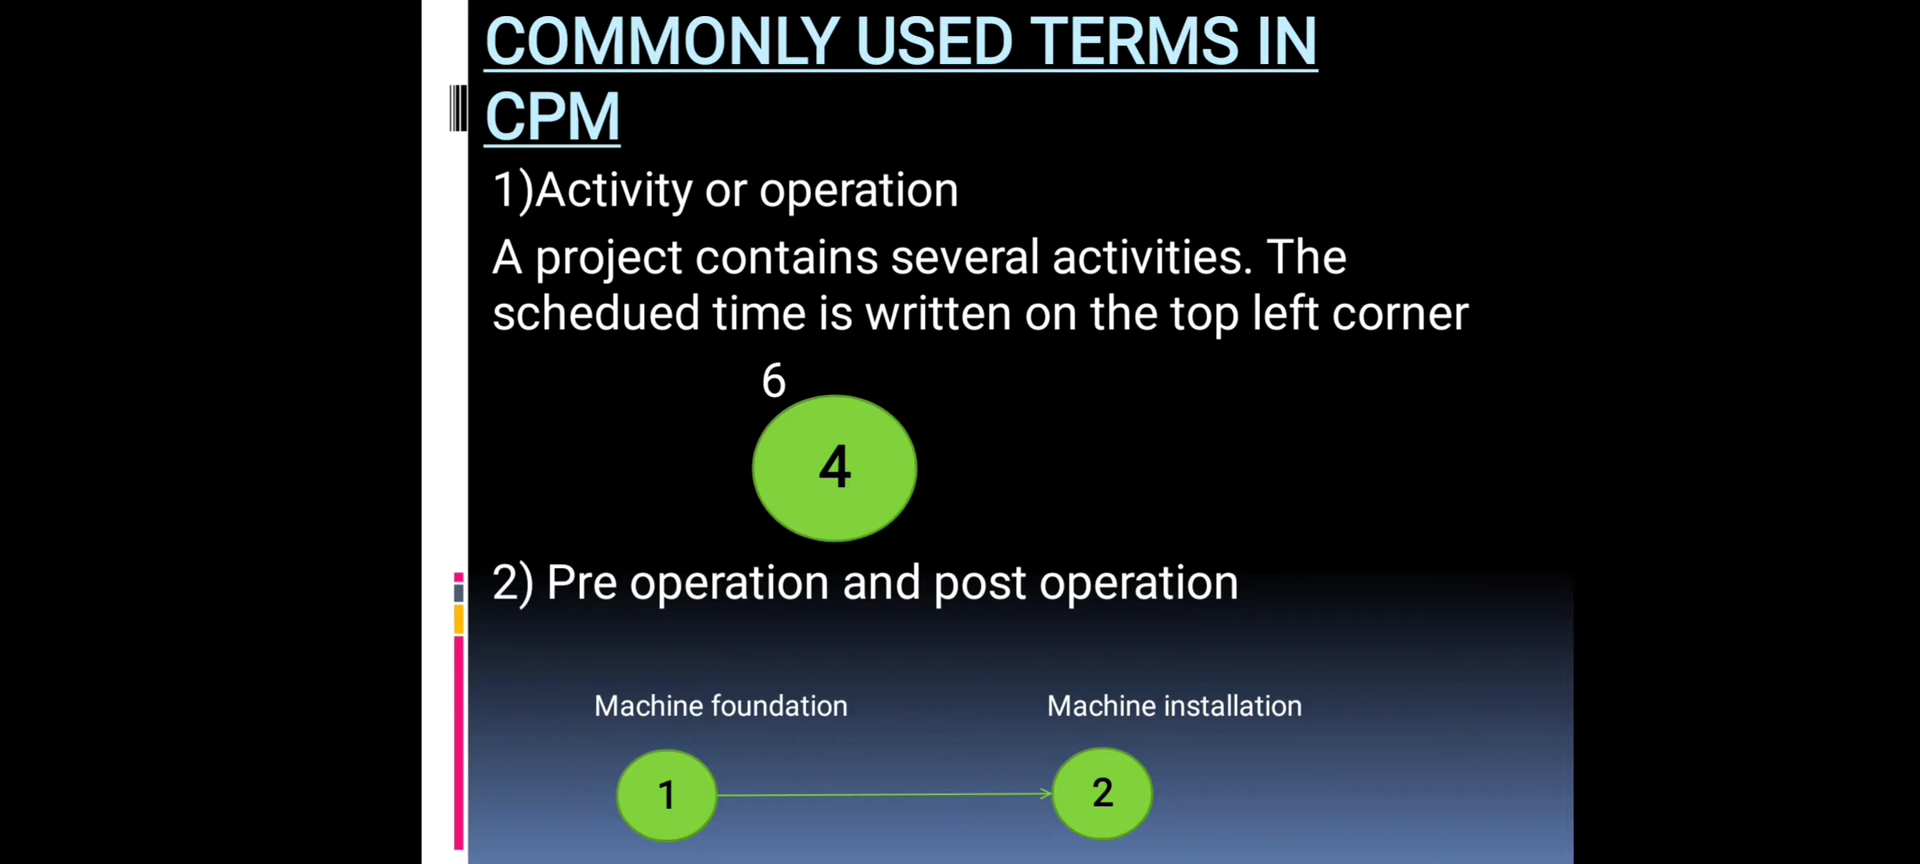 COMMONLY USED TERMS IN
CPM
1)Activity or operation
A project contains several activities. The
schedued time is written on the top left corner
6
4
2) Pre operation and post operation
Machine foundation
Machine installation
1
2